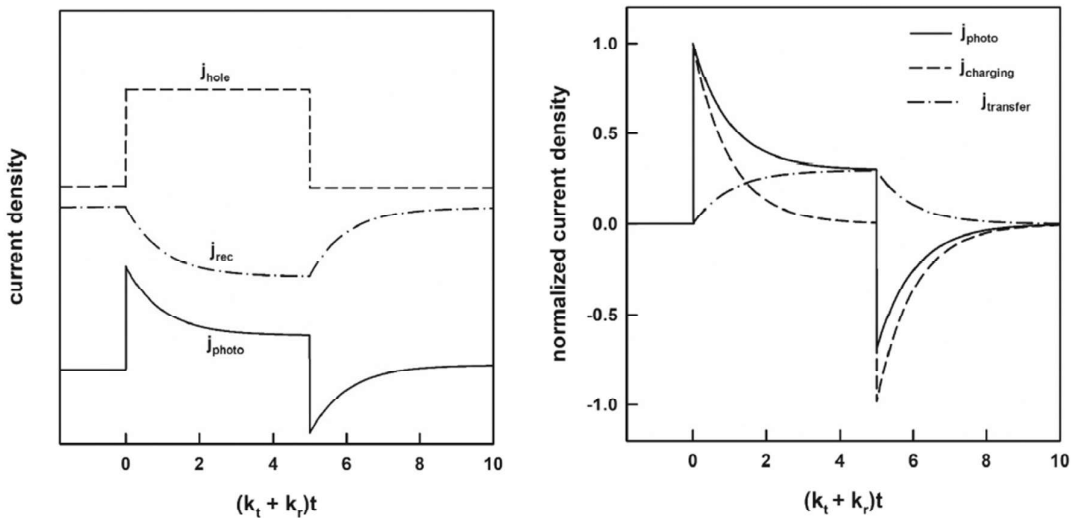 current density
j_hole
j_rec
j_photo
0 2 4 6 8 10
(k_t + k_r)t
normalized current density
1.0
0.5
0.0
-0.5
-1.0
j_photo
j_charging
j_transfer
0 2 4 6 8 10
(k_t + k_r)t